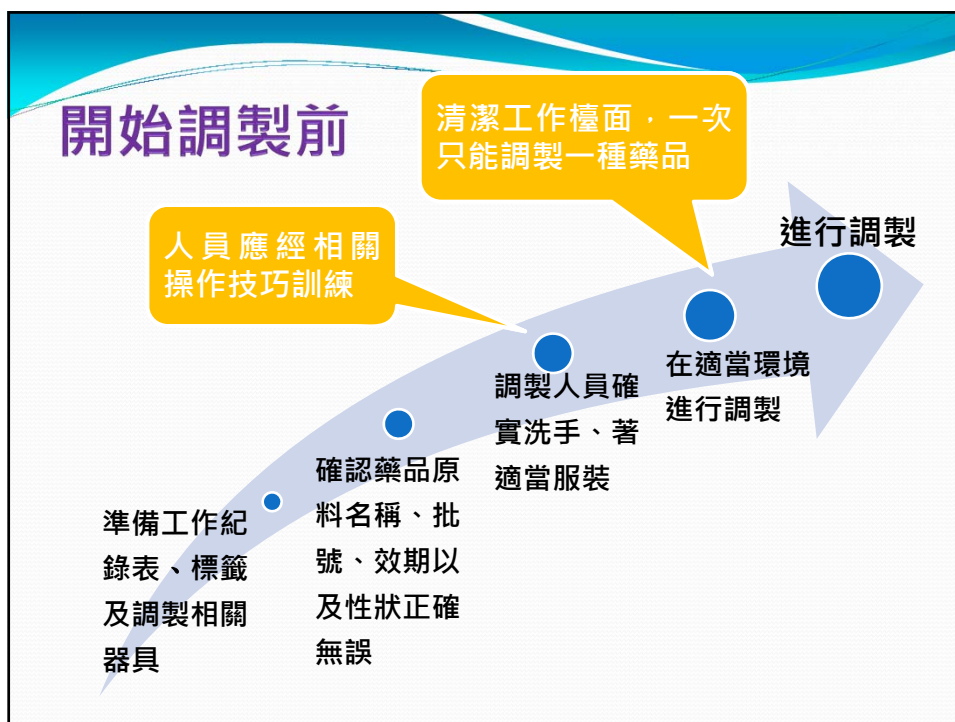 開始調製前
清潔工作檯面，一次
只能調製一種藥品
人員應經相關
操作技巧訓練
進行調製
在適當環境
進行調製
調製人員確
實洗手、著
適當服裝
確認藥品原
料名稱、批
號、效期以
及性狀正確
無誤
準備工作紀
錄表、標籤
及調製相關
器具